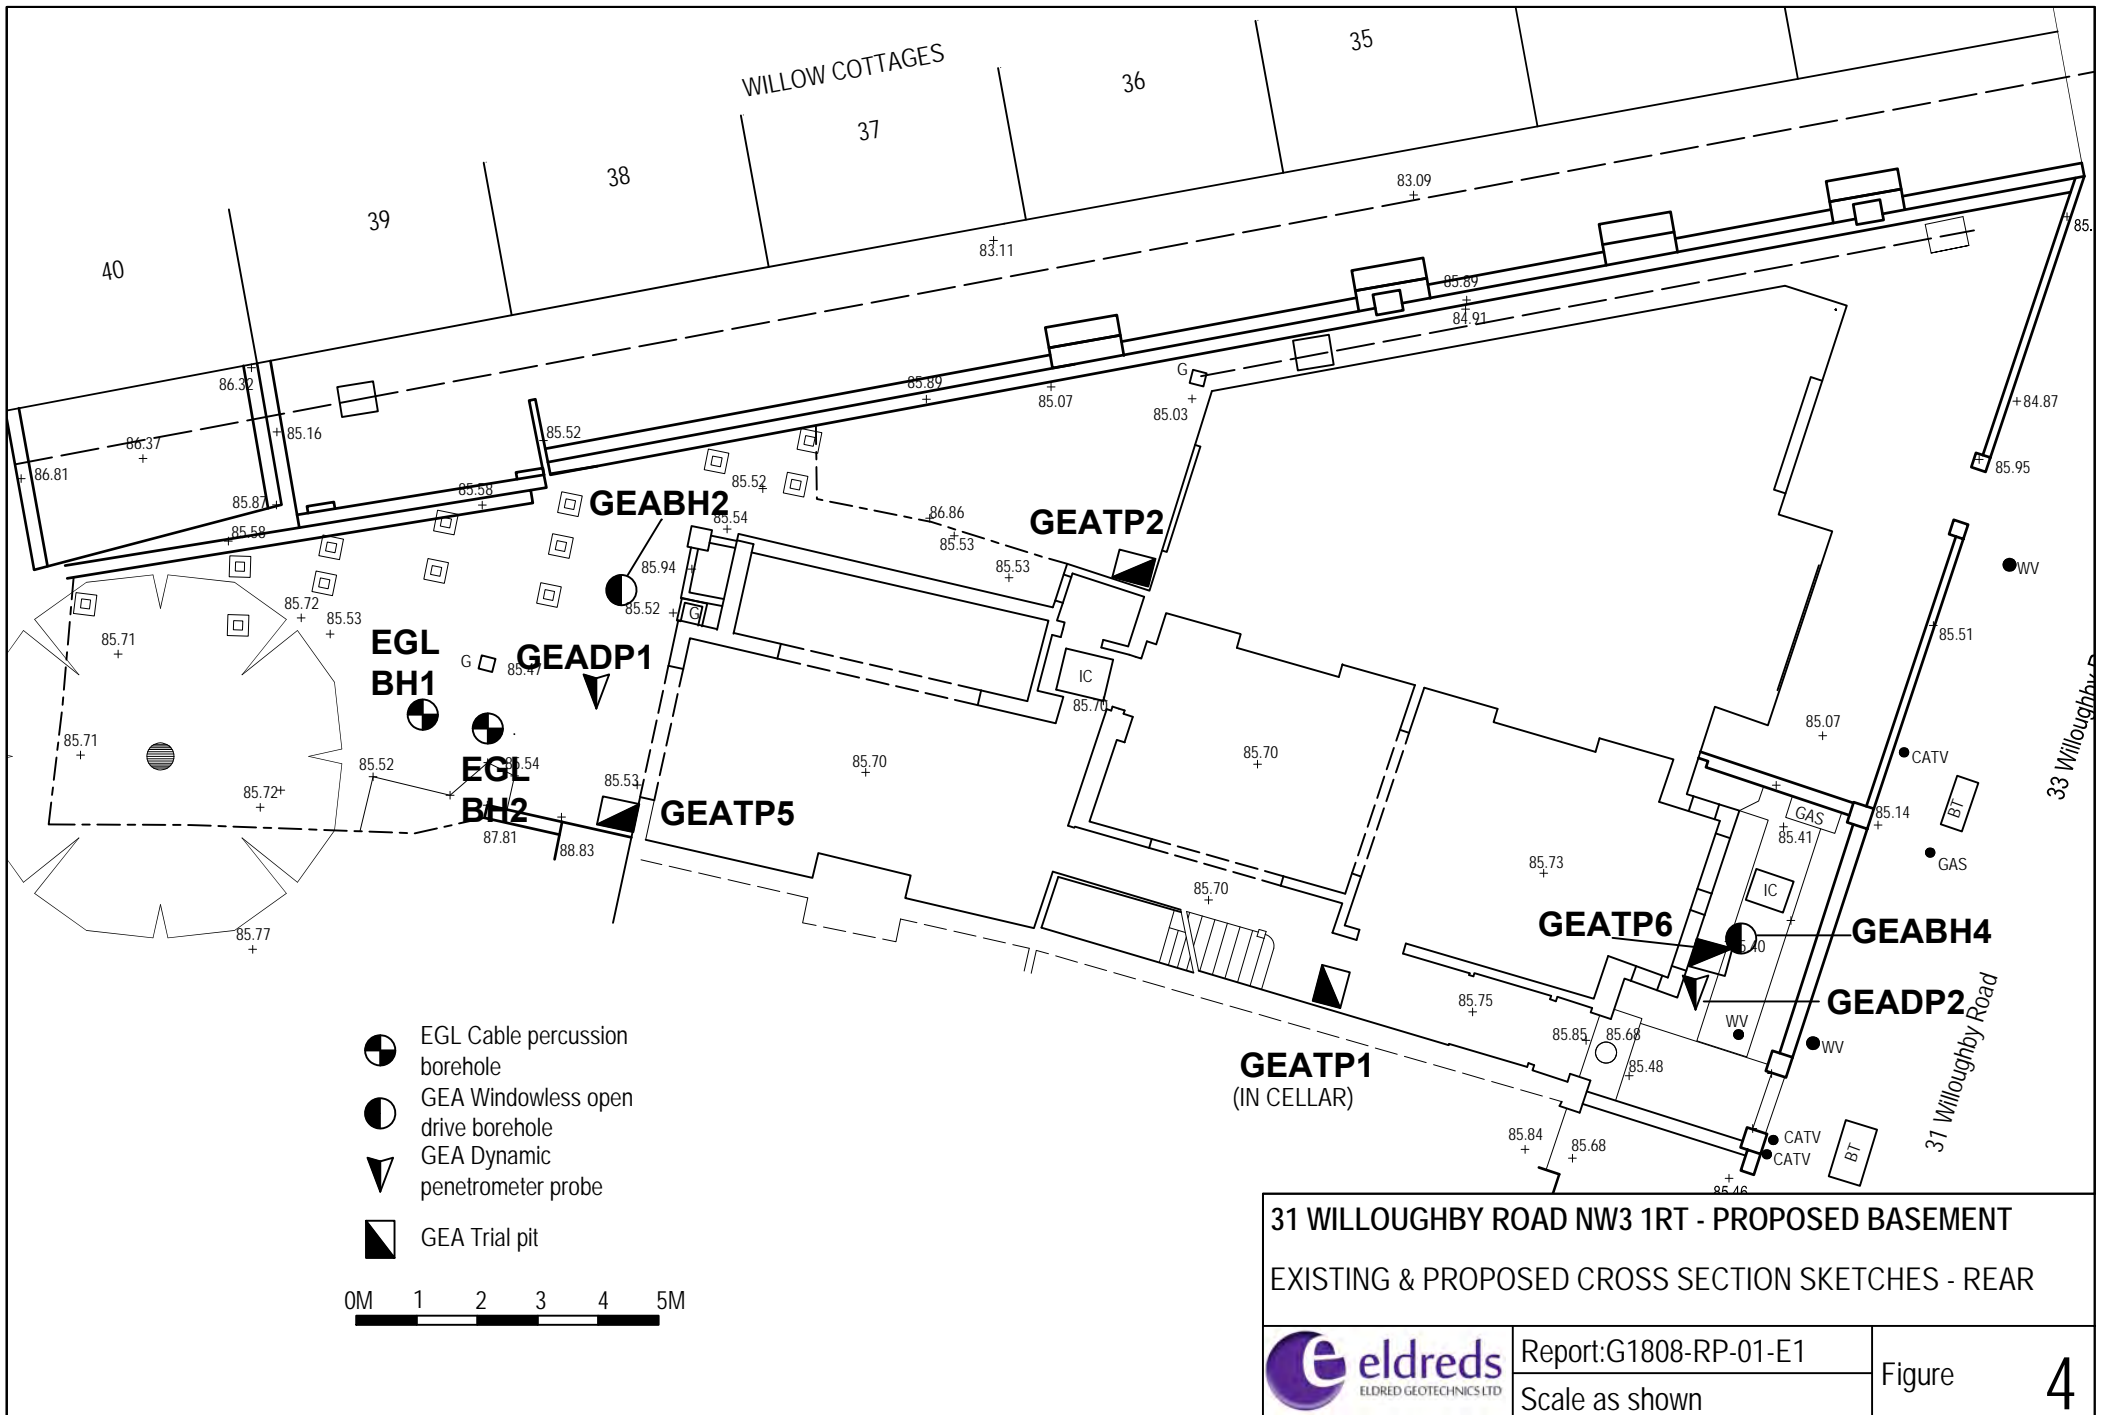 WILLOW COTTAGES
35
36
37
38
39
40
83.09
83.11
85.
85.89
84.91
86.32
85.89
85.07
G
85.03
84.87
85.16
85.52
86.37
86.81
85.95
85.87
85.58
85.58
85.52
GEABH2
86.86
85.54
85.53
GEATP2
85.94
85.53
WV
85.72
85.53
85.52
G
85.71
85.51
EGL
BH1
G
85.47
GEADP1
IC
85.70
33 Willoughby
85.71
85.52
85.07
85.70
85.70
CATV
EGL
BH2
85.54
85.53
85.72
GEATP5
BT
GAS
85.14
85.41
87.81
88.83
GAS
85.73
IC
85.70
85.77
GEATP6
GEABH4
.40
85.75
GEADP2
WV
WV
85.85
85.68
85.48
31 Willoughby Road
GEATP1
(IN CELLAR)
85.84
85.68
CATV
CATV
BT
85.46
EGL Cable percussion
borehole
GEA Windowless open
drive borehole
GEA Dynamic
penetrometer probe
GEA Trial pit
0M 1 2 3 4 5M
31 WILLOUGHBY ROAD NW3 1RT - PROPOSED BASEMENT
EXISTING & PROPOSED CROSS SECTION SKETCHES - REAR
e eldreds
ELDRED GEOTECHNICS LTD
Report:G1808-RP-01-E1
Scale as shown
Figure 4